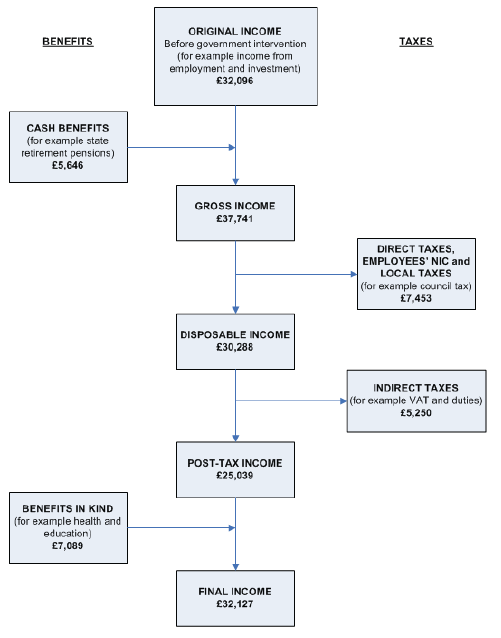 BENEFITS
TAXES
ORIGINAL INCOME
Before government intervention
(for example income from
employment and investment)
£32,096
CASH BENEFITS
(for example state
retirement pensions)
£5,646
GROSS INCOME
£37,741
DIRECT TAXES,
EMPLOYEES' NIC and
LOCAL TAXES
(for example council tax)
£7,453
DISPOSABLE INCOME
£30,288
INDIRECT TAXES
(for example VAT and duties)
£5,250
POST-TAX INCOME
£25,039
BENEFITS IN KIND
(for example health and
education)
£7,089
FINAL INCOME
£32,127